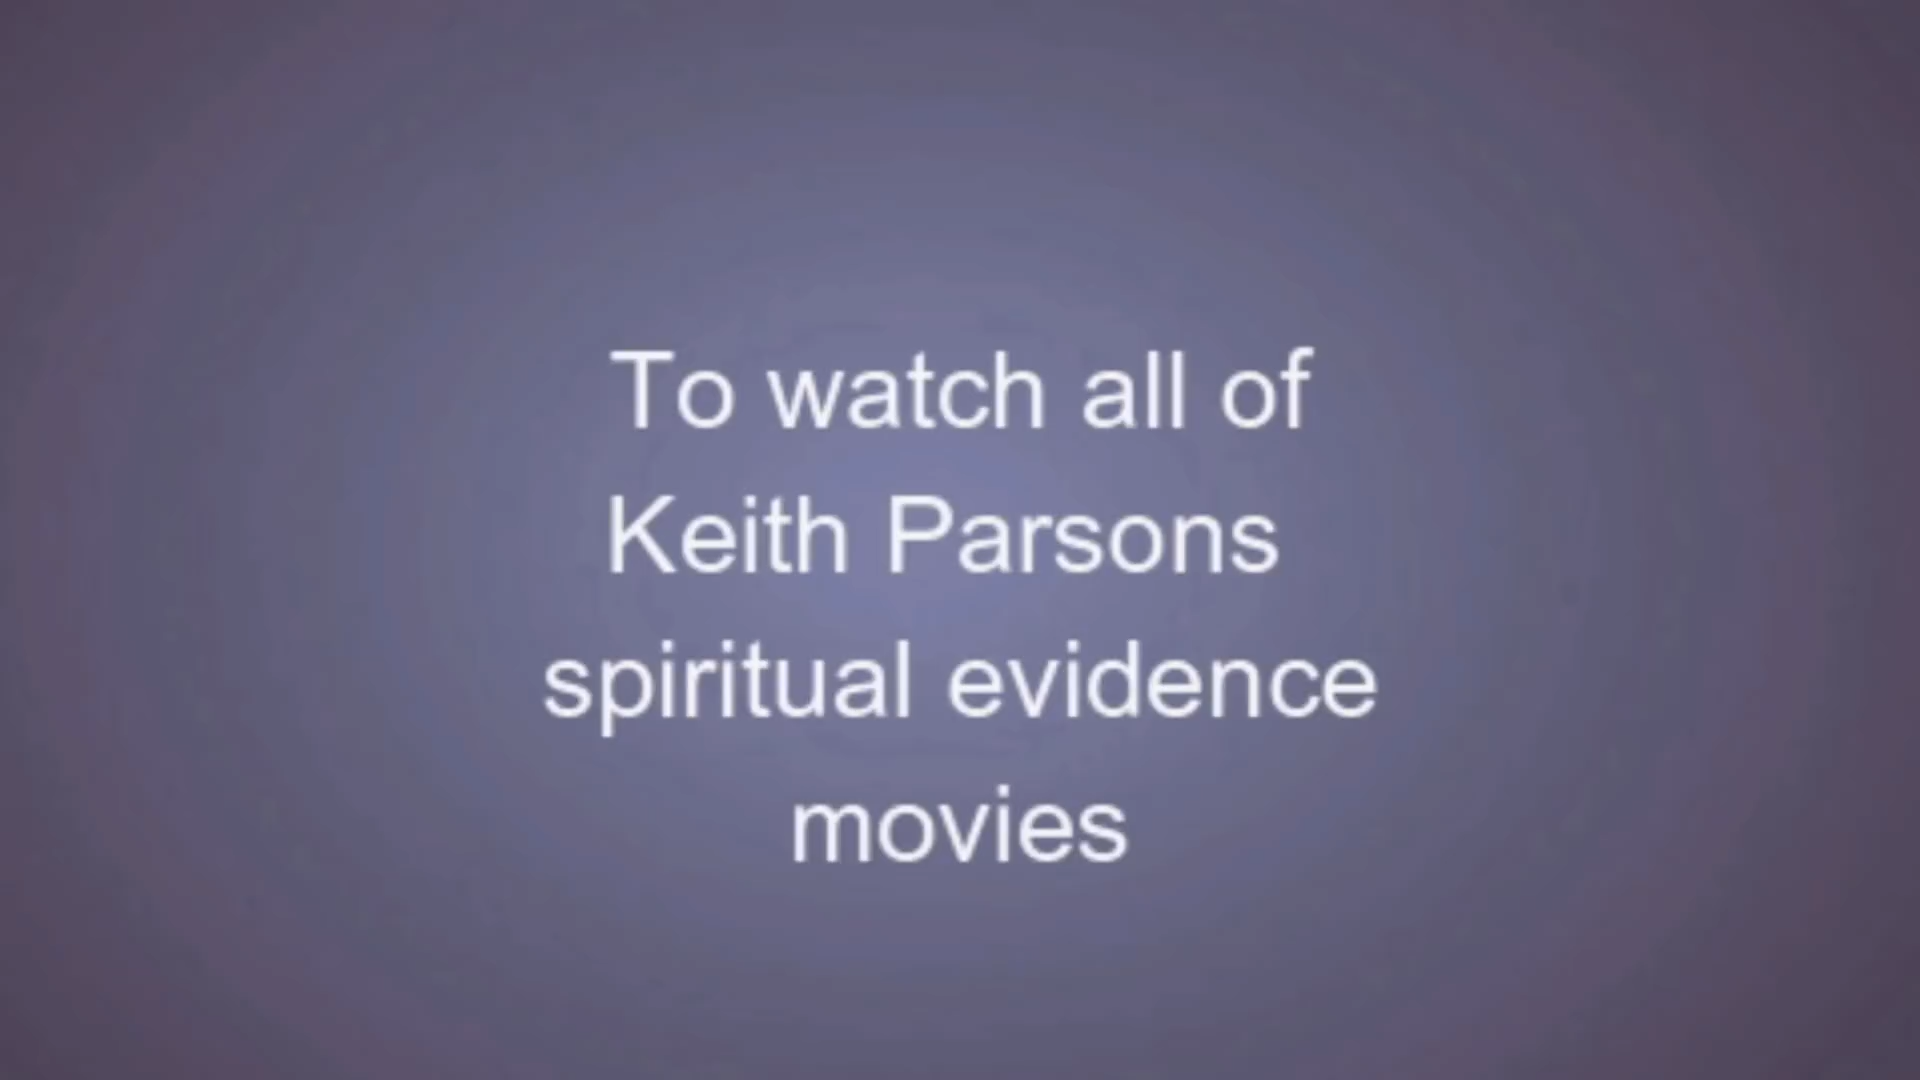 To watch all of
Keith Parsons
spiritual evidence
movies